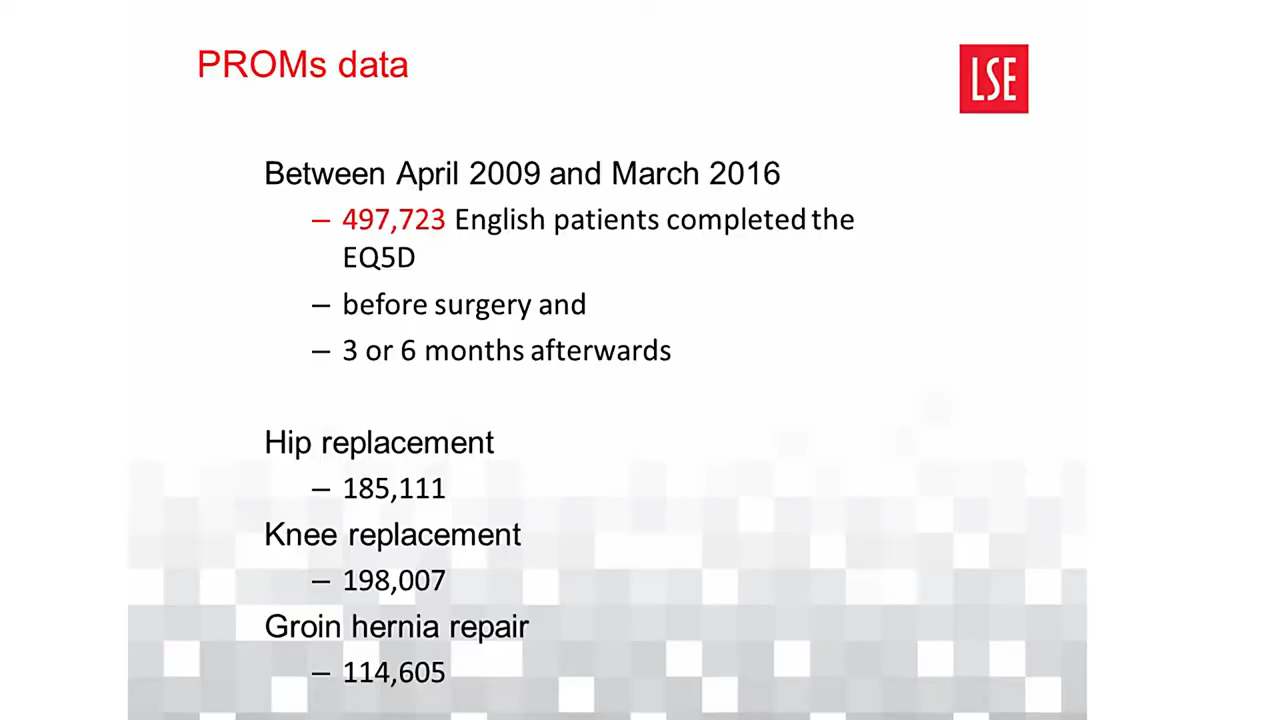 PROMs data
LSE
Between April 2009 and March 2016
– 497,723 English patients completed the
EQ5D
– before surgery and
– 3 or 6 months afterwards
Hip replacement
– 185,111
Knee replacement
– 198,007
Groin hernia repair
– 114,605